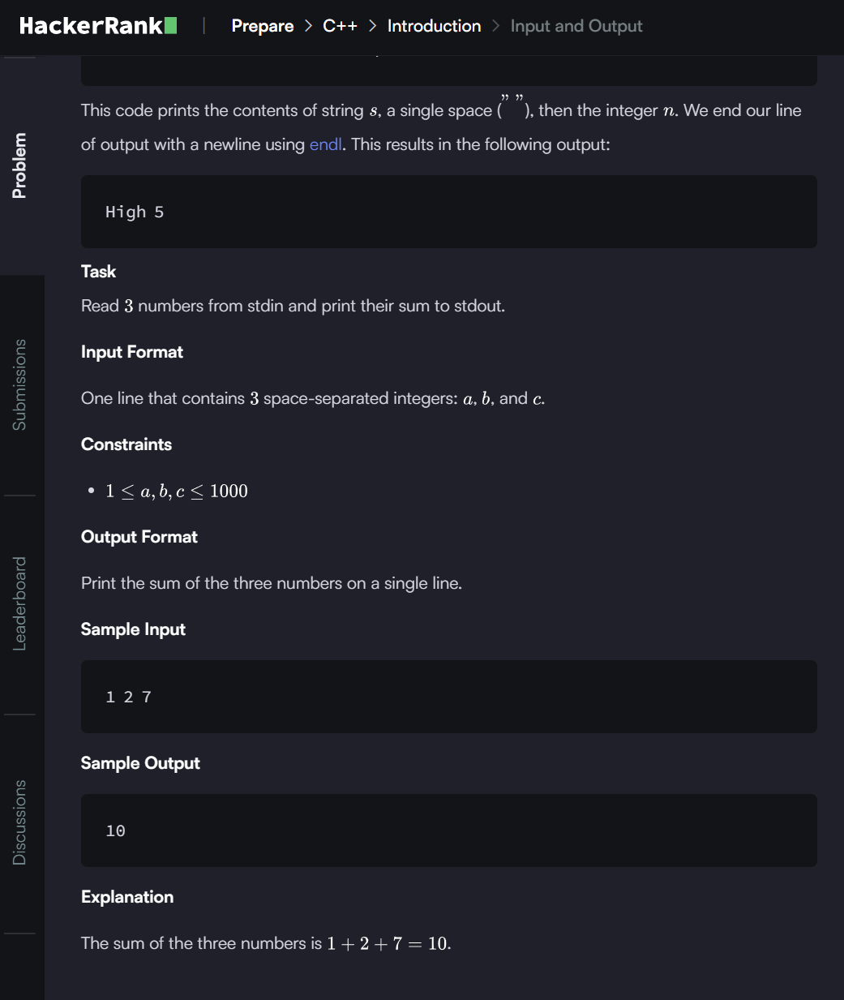 HackerRank | Prepare > C++ > Introduction > Input and Output
Problem
Submissions
Leaderboard
Discussions
This code prints the contents of string s, a single space (” ”), then the integer n. We end our line
of output with a newline using endl. This results in the following output:
High 5
Task
Read 3 numbers from stdin and print their sum to stdout.
Input Format
One line that contains 3 space-separated integers: a, b, and c.
Constraints
• 1 ≤ a, b, c ≤ 1000
Output Format
Print the sum of the three numbers on a single line.
Sample Input
1 2 7
Sample Output
10
Explanation
The sum of the three numbers is 1 + 2 + 7 = 10.